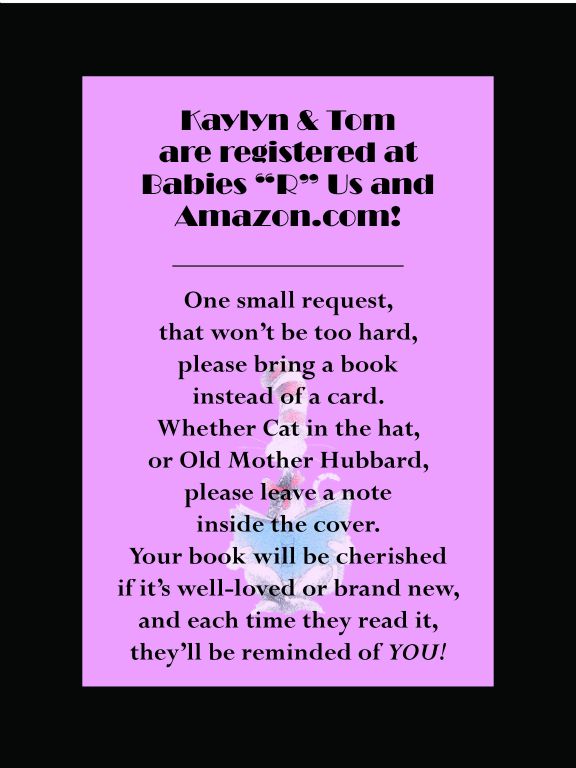 Kaylyn & Tom
are registered at
Babies “R” Us and
Amazon.com!
One small request,
that won’t be too hard,
please bring a book
instead of a card.
Whether Cat in the hat,
or Old Mother Hubbard,
please leave a note
inside the cover.
Your book will be cherished
if it’s well-loved or brand new,
and each time they read it,
they’ll be reminded of YOU!